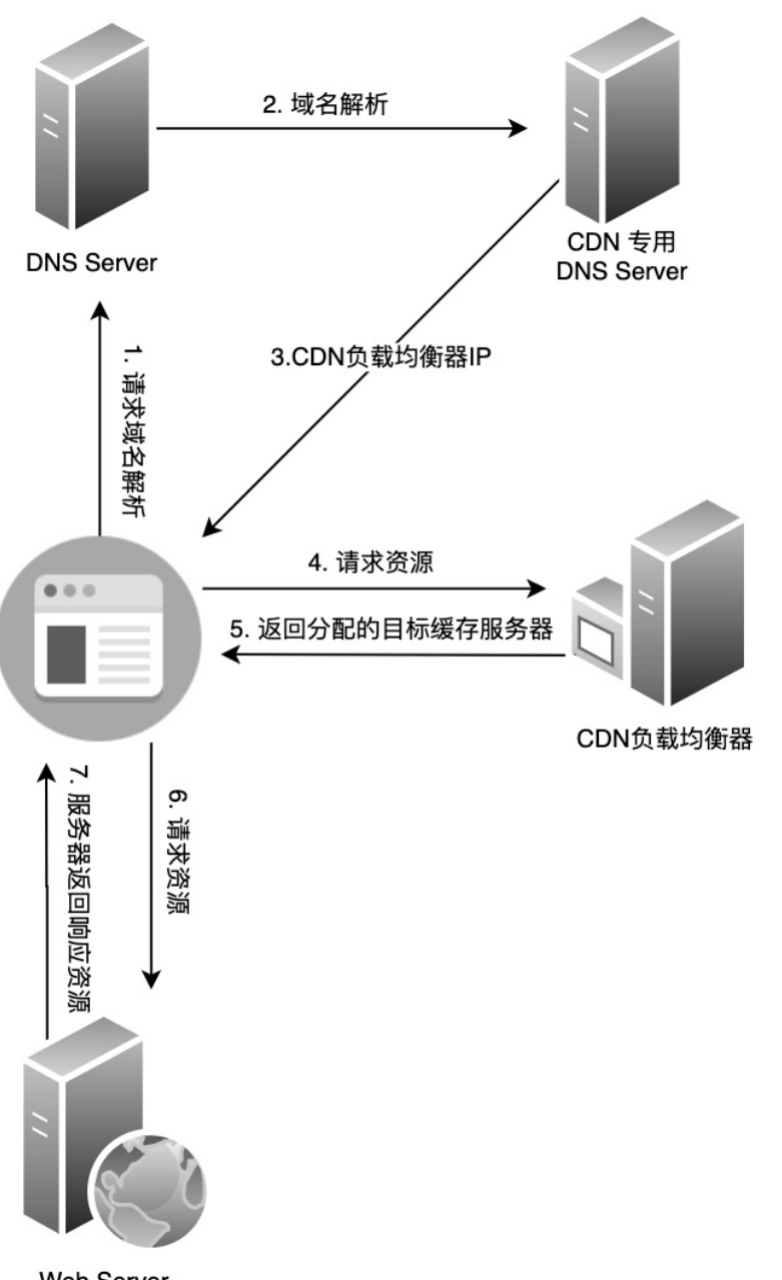 2. 域名解析
DNS Server
CDN 专用
DNS Server
1. 请求域名解析
3.CDN负载均衡器IP
4. 请求资源
5. 返回分配的目标缓存服务器
CDN负载均衡器
7. 服务器返回响应资源
6. 请求资源
Web Server